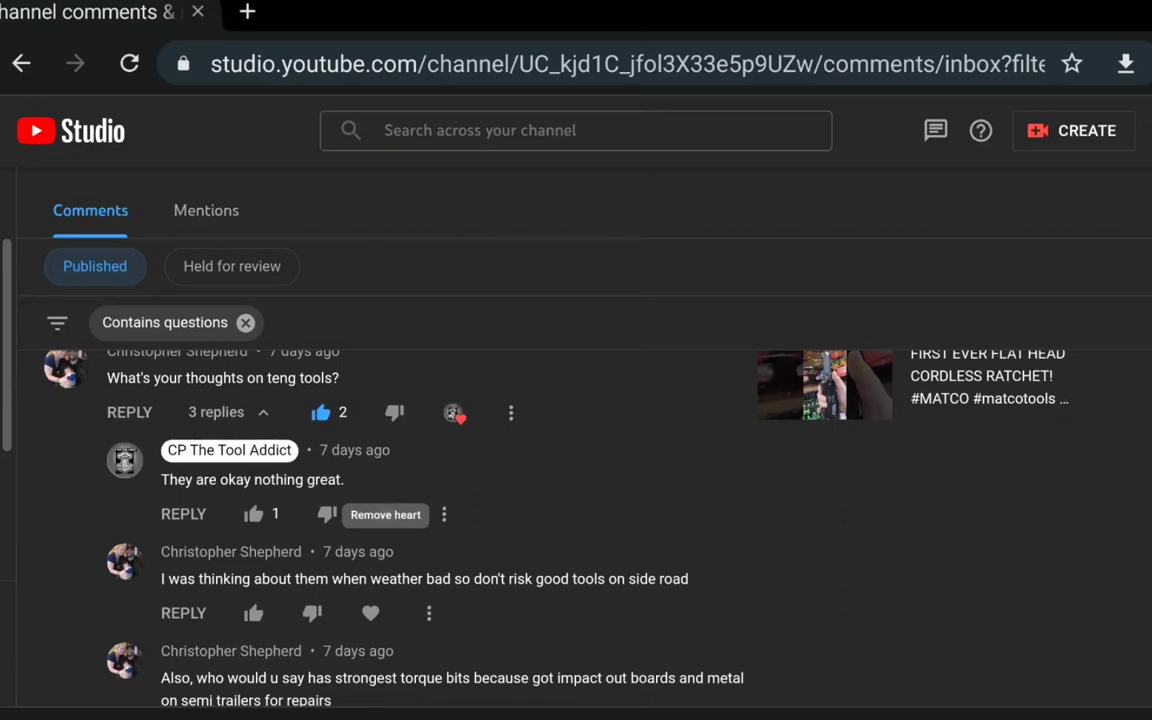 hannel comments &
studio.youtube.com/channel/UC_kjd1C_jfol3X33e5p9UZw/comments/inbox?filte
Studio
Search across your channel
CREATE
Comments
Mentions
Published
Held for review
Contains questions
Christopher Shepherd • 7 days ago
What's your thoughts on teng tools?
REPLY 3 replies 2
FIRST EVER FLAT HEAD
CORDLESS RATCHET!
#MATCO #matcotools ...
CP The Tool Addict • 7 days ago
They are okay nothing great.
REPLY 1 Remove heart
Christopher Shepherd • 7 days ago
I was thinking about them when weather bad so don't risk good tools on side road
REPLY
Christopher Shepherd • 7 days ago
Also, who would u say has strongest torque bits because got impact out boards and metal
on semi trailers for repairs